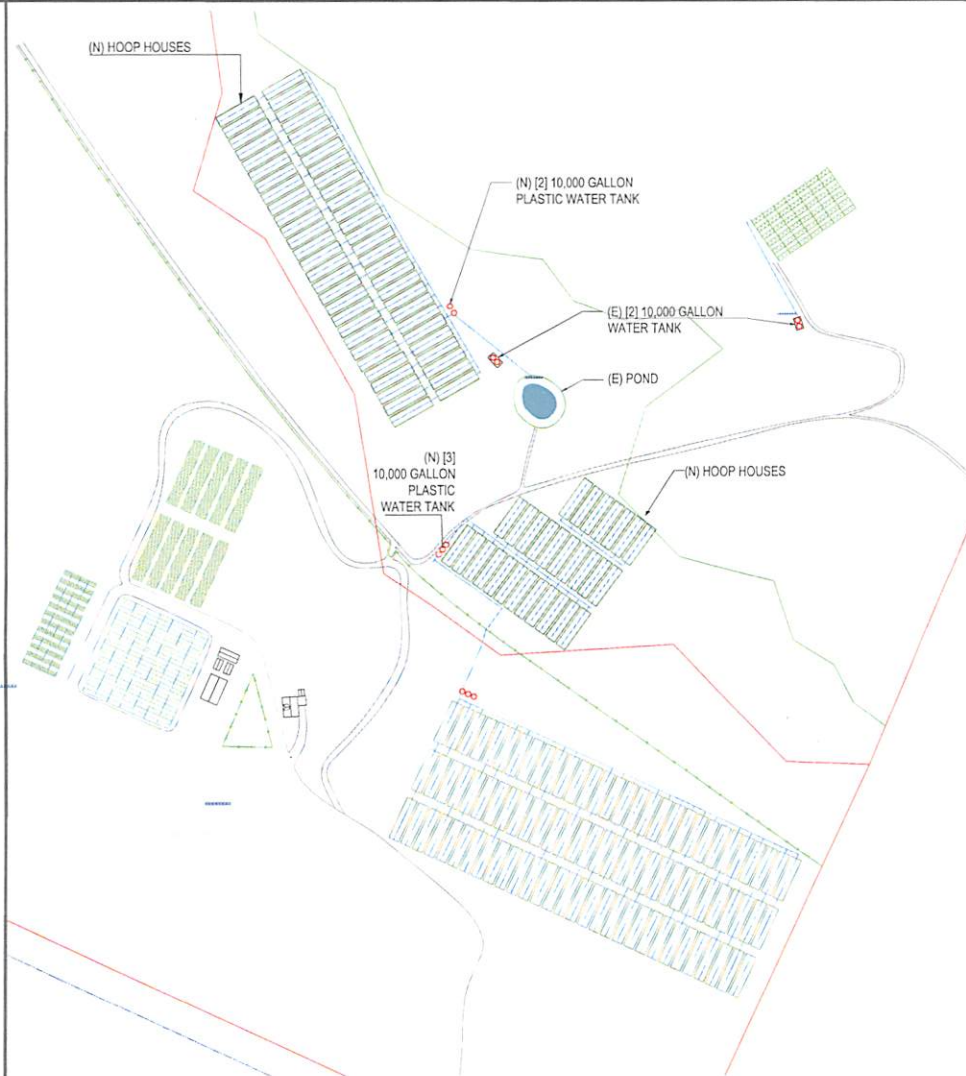 (N) HOOP HOUSES
(N) [2] 10,000 GALLON
PLASTIC WATER TANK
(E) [2] 10,000 GALLON
WATER TANK
(E) POND
(N) [3]
10,000 GALLON
PLASTIC
WATER TANK
(N) HOOP HOUSES